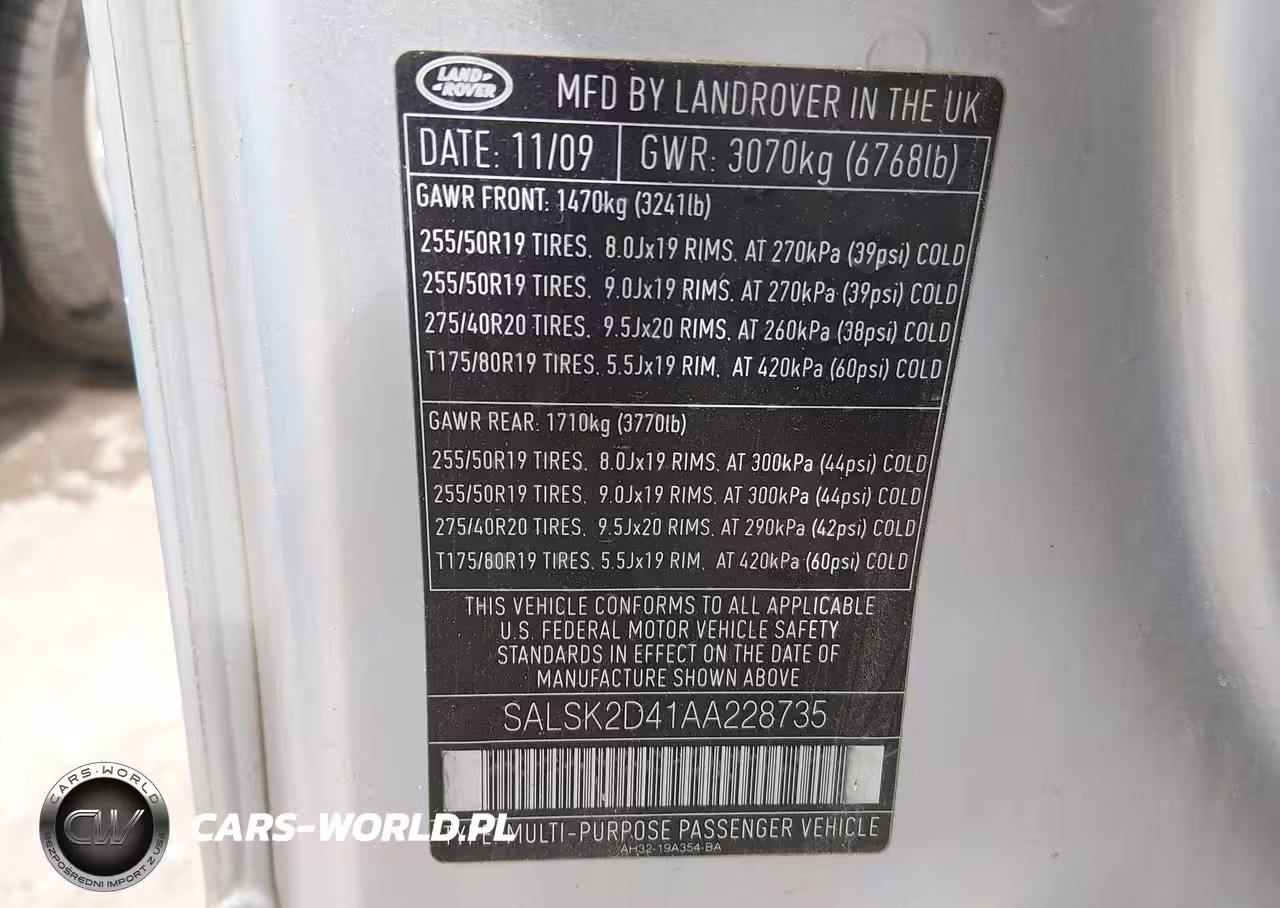 LAND ROVER
MFD BY LANDROVER IN THE UK
DATE: 11/09 GWR: 3070kg (6768lb)
GAWR FRONT: 1470kg (3241lb)
255/50R19 TIRES. 8.0Jx19 RIMS. AT 270kPa (39psi) COLD
255/50R19 TIRES. 9.0Jx19 RIMS. AT 270kPa (39psi) COLD
275/40R20 TIRES. 9.5Jx20 RIMS. AT 260kPa (38psi) COLD
T175/80R19 TIRES. 5.5Jx19 RIM. AT 420kPa (60psi) COLD
GAWR REAR: 1710kg (3770lb)
255/50R19 TIRES. 8.0Jx19 RIMS. AT 300kPa (44psi) COLD
255/50R19 TIRES. 9.0Jx19 RIMS. AT 300kPa (44psi) COLD
275/40R20 TIRES. 9.5Jx20 RIMS. AT 290kPa (42psi) COLD
T175/80R19 TIRES. 5.5Jx19 RIM. AT 420kPa (60psi) COLD
THIS VEHICLE CONFORMS TO ALL APPLICABLE
U.S. FEDERAL MOTOR VEHICLE SAFETY
STANDARDS IN EFFECT ON THE DATE OF
MANUFACTURE SHOWN ABOVE
SALSK2D41AA228735
TYPE: MULTI-PURPOSE PASSENGER VEHICLE
AH32-19A354-BA
CARS-WORLD
CW
BEZPOŚREDNI IMPORT Z USA
CARS-WORLD.PL